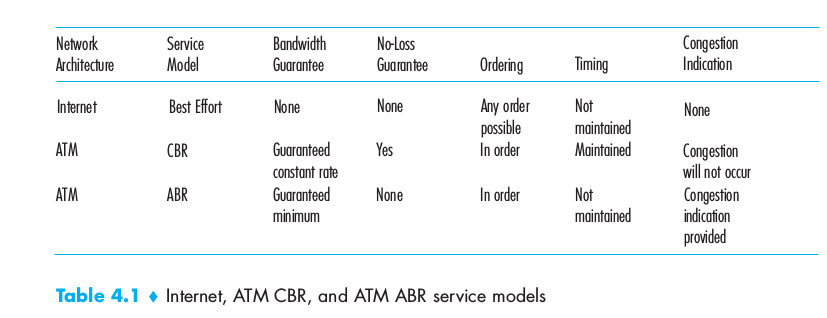 Network Architecture Service Model Bandwidth Guarantee No-Loss Guarantee Ordering Timing Congestion Indication
Internet Best Effort None None Any order possible Not maintained None
ATM CBR Guaranteed constant rate Yes In order Maintained Congestion will not occur
ATM ABR Guaranteed minimum None In order Not maintained Congestion indication provided
Table 4.1 ♦ Internet, ATM CBR, and ATM ABR service models